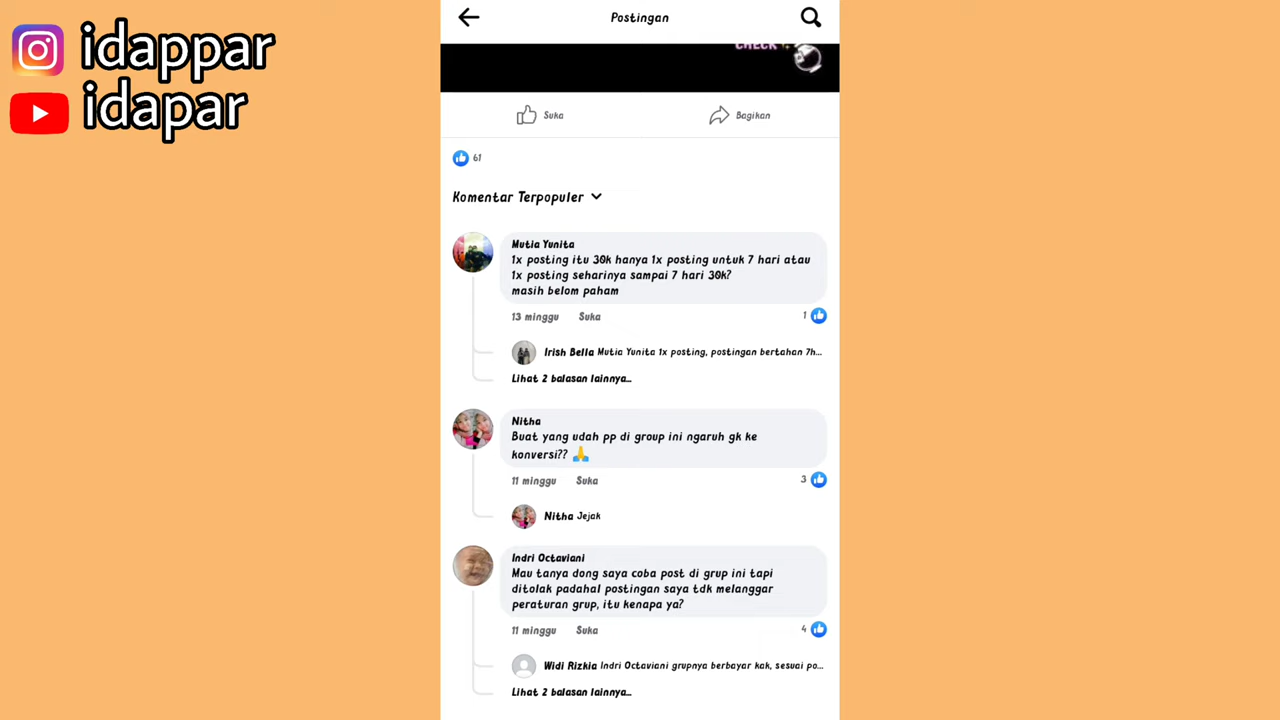 idappar
idapar
Postingan
CHECK
Suka
Bagikan
61
Komentar Terpopuler
Mutia Yunita
1x posting itu 30k hanya 1x posting untuk 7 hari atau
1x posting seharinya sampai 7 hari 30k?
masih belom paham
13 minggu Suka 1
Irish Bella Mutia Yunita 1x posting, postingan bertahan 7h...
Lihat 2 balasan lainnya...
Nitha
Buat yang udah pp di group ini ngaruh gk ke
konversi?? 🙏
11 minggu Suka 3
Nitha Jejak
Indri Octaviani
Mau tanya dong saya coba post di grup ini tapi
ditolak padahal postingan saya tdk melanggar
peraturan grup, itu kenapa ya?
11 minggu Suka 4
Widi Rizkia Indri Octaviani grupnya berbayar kak, sesuai po...
Lihat 2 balasan lainnya...